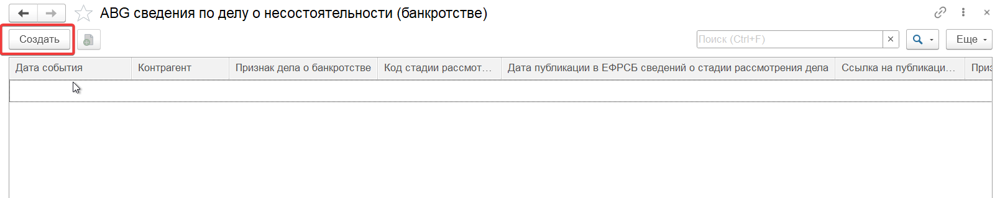 ABG сведения по делу о несостоятельности (банкротстве)
Создать
Поиск (Ctrl+F)
Еще
Дата события Контрагент Признак дела о банкротстве Код стадии рассмот... Дата публикации в ЕФРСБ сведений о стадии рассмотрения дела Ссылка на публикаци... Приз